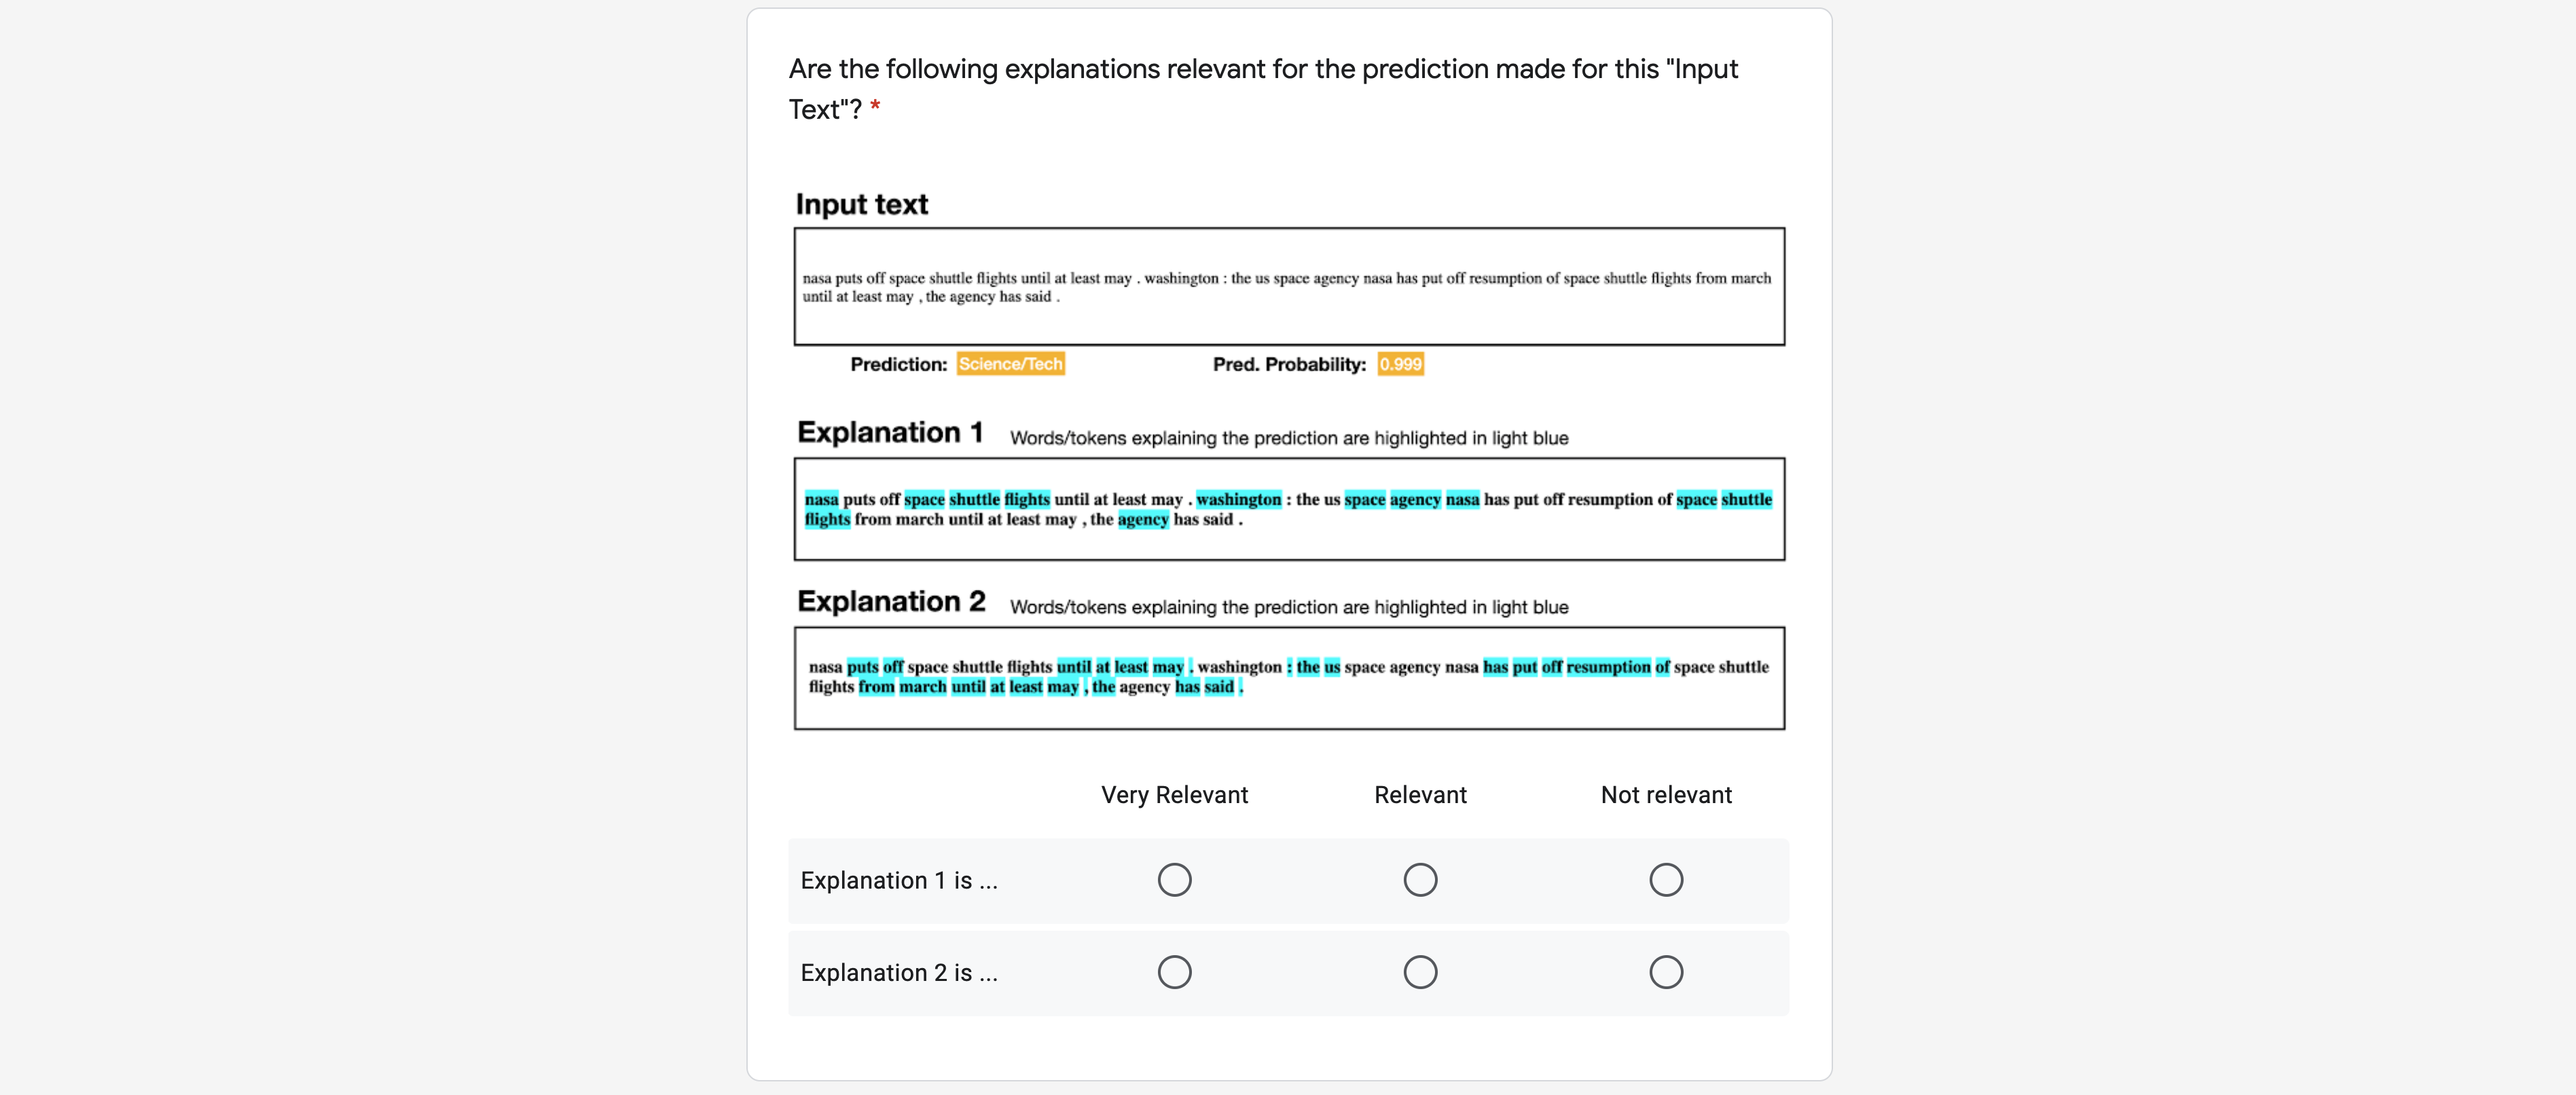 Are the following explanations relevant for the prediction made for this "Input
Text"? *
Input text
nasa puts off space shuttle flights until at least may . washington : the us space agency nasa has put off resumption of space shuttle flights from march
until at least may , the agency has said .
Prediction: Science/Tech Pred. Probability: 0.999
Explanation 1 Words/tokens explaining the prediction are highlighted in light blue
nasa puts off space shuttle flights until at least may . washington : the us space agency nasa has put off resumption of space shuttle
flights from march until at least may , the agency has said .
Explanation 2 Words/tokens explaining the prediction are highlighted in light blue
nasa puts off space shuttle flights until at least may . washington : the us space agency nasa has put off resumption of space shuttle
flights from march until at least may , the agency has said .
Very Relevant Relevant Not relevant
Explanation 1 is ...
Explanation 2 is ...